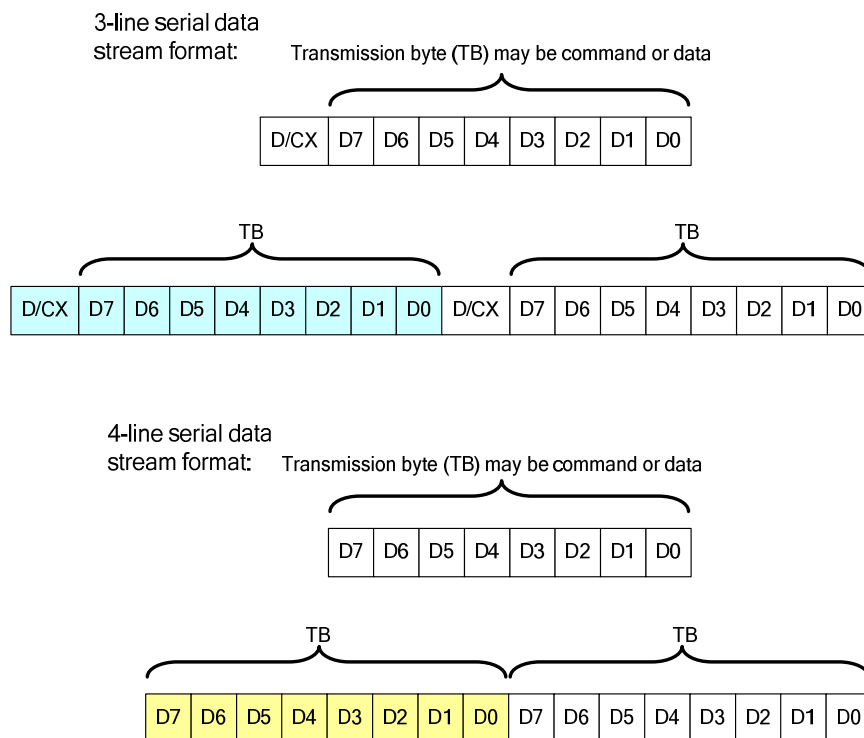 3-line serial data
stream format:
Transmission byte (TB) may be command or data
D/CX D7 D6 D5 D4 D3 D2 D1 D0
TB TB
D/CX D7 D6 D5 D4 D3 D2 D1 D0 D/CX D7 D6 D5 D4 D3 D2 D1 D0
4-line serial data
stream format:
Transmission byte (TB) may be command or data
D7 D6 D5 D4 D3 D2 D1 D0
TB TB
D7 D6 D5 D4 D3 D2 D1 D0 D7 D6 D5 D4 D3 D2 D1 D0